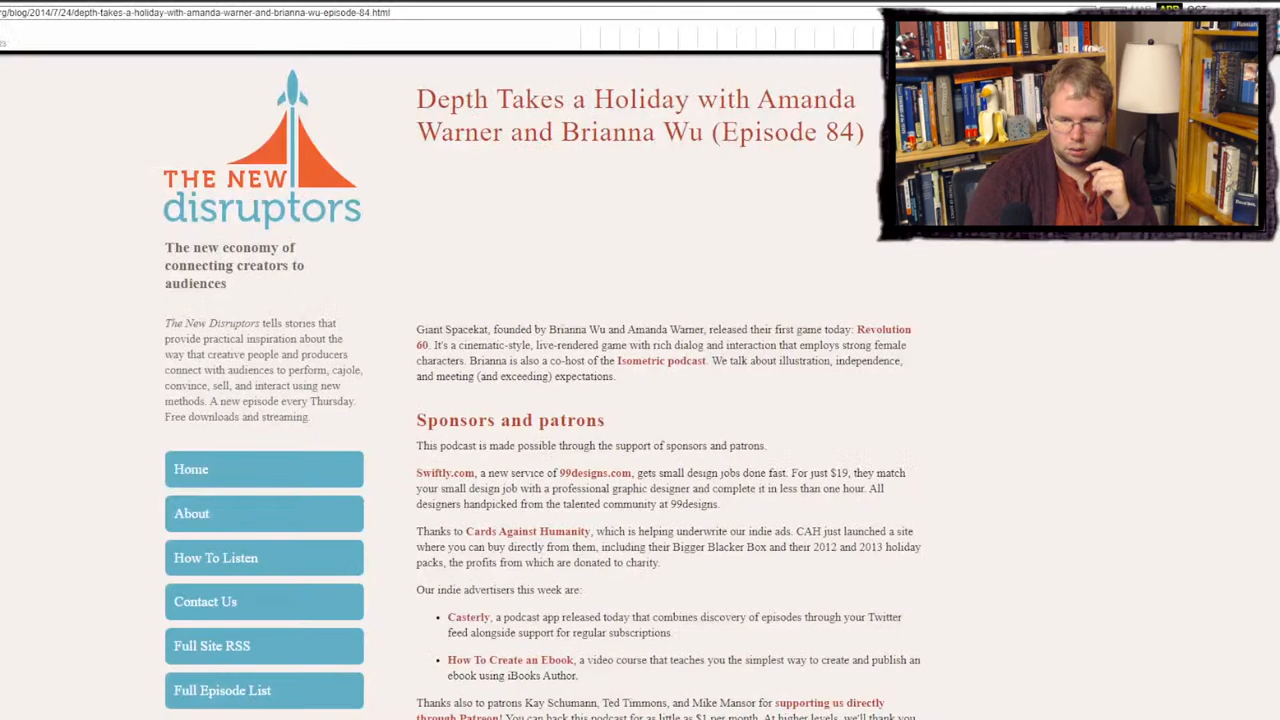 rg/blog/2014/7/24/depth-takes-a-holiday-with-amanda-warner-and-brianna-wu-episode-84.html
Depth Takes a Holiday with Amanda
Warner and Brianna Wu (Episode 84)
THE NEW
disruptors
The new economy of
connecting creators to
audiences
The New Disruptors tells stories that
provide practical inspiration about the
way that creative people and producers
connect with audiences to perform, cajole,
convince, sell, and interact using new
methods. A new episode every Thursday.
Free downloads and streaming.
Home
About
How To Listen
Contact Us
Full Site RSS
Full Episode List
Giant Spacekat, founded by Brianna Wu and Amanda Warner, released their first game today: Revolution
60. It's a cinematic-style, live-rendered game with rich dialog and interaction that employs strong female
characters. Brianna is also a co-host of the Isometric podcast. We talk about illustration, independence,
and meeting (and exceeding) expectations.
Sponsors and patrons
This podcast is made possible through the support of sponsors and patrons.
Swiftly.com, a new service of 99designs.com, gets small design jobs done fast. For just $19, they match
your small design job with a professional graphic designer and complete it in less than one hour. All
designers handpicked from the talented community at 99designs.
Thanks to Cards Against Humanity, which is helping underwrite our indie ads. CAH just launched a site
where you can buy directly from them, including their Bigger Blacker Box and their 2012 and 2013 holiday
packs, the profits from which are donated to charity.
Our indie advertisers this week are:
• Casterly, a podcast app released today that combines discovery of episodes through your Twitter
feed alongside support for regular subscriptions.
• How To Create an Ebook, a video course that teaches you the simplest way to create and publish an
ebook using iBooks Author.
Thanks also to patrons Kay Schumann, Ted Timmons, and Mike Mansor for supporting us directly
through Patreon! You can back this podcast for as little as $1 per month. At higher levels, we'll thank you